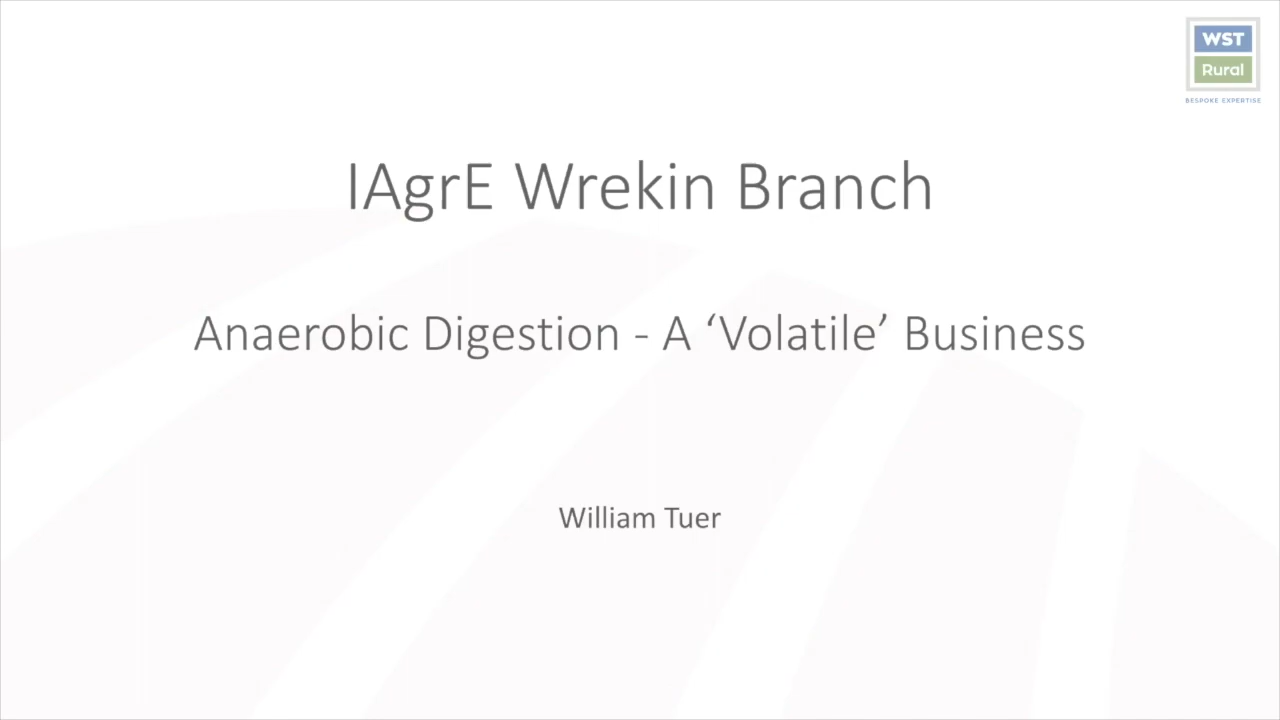 WST
Rural
BESPOKE EXPERTISE
IAgrE Wrekin Branch
Anaerobic Digestion - A ‘Volatile’ Business
William Tuer